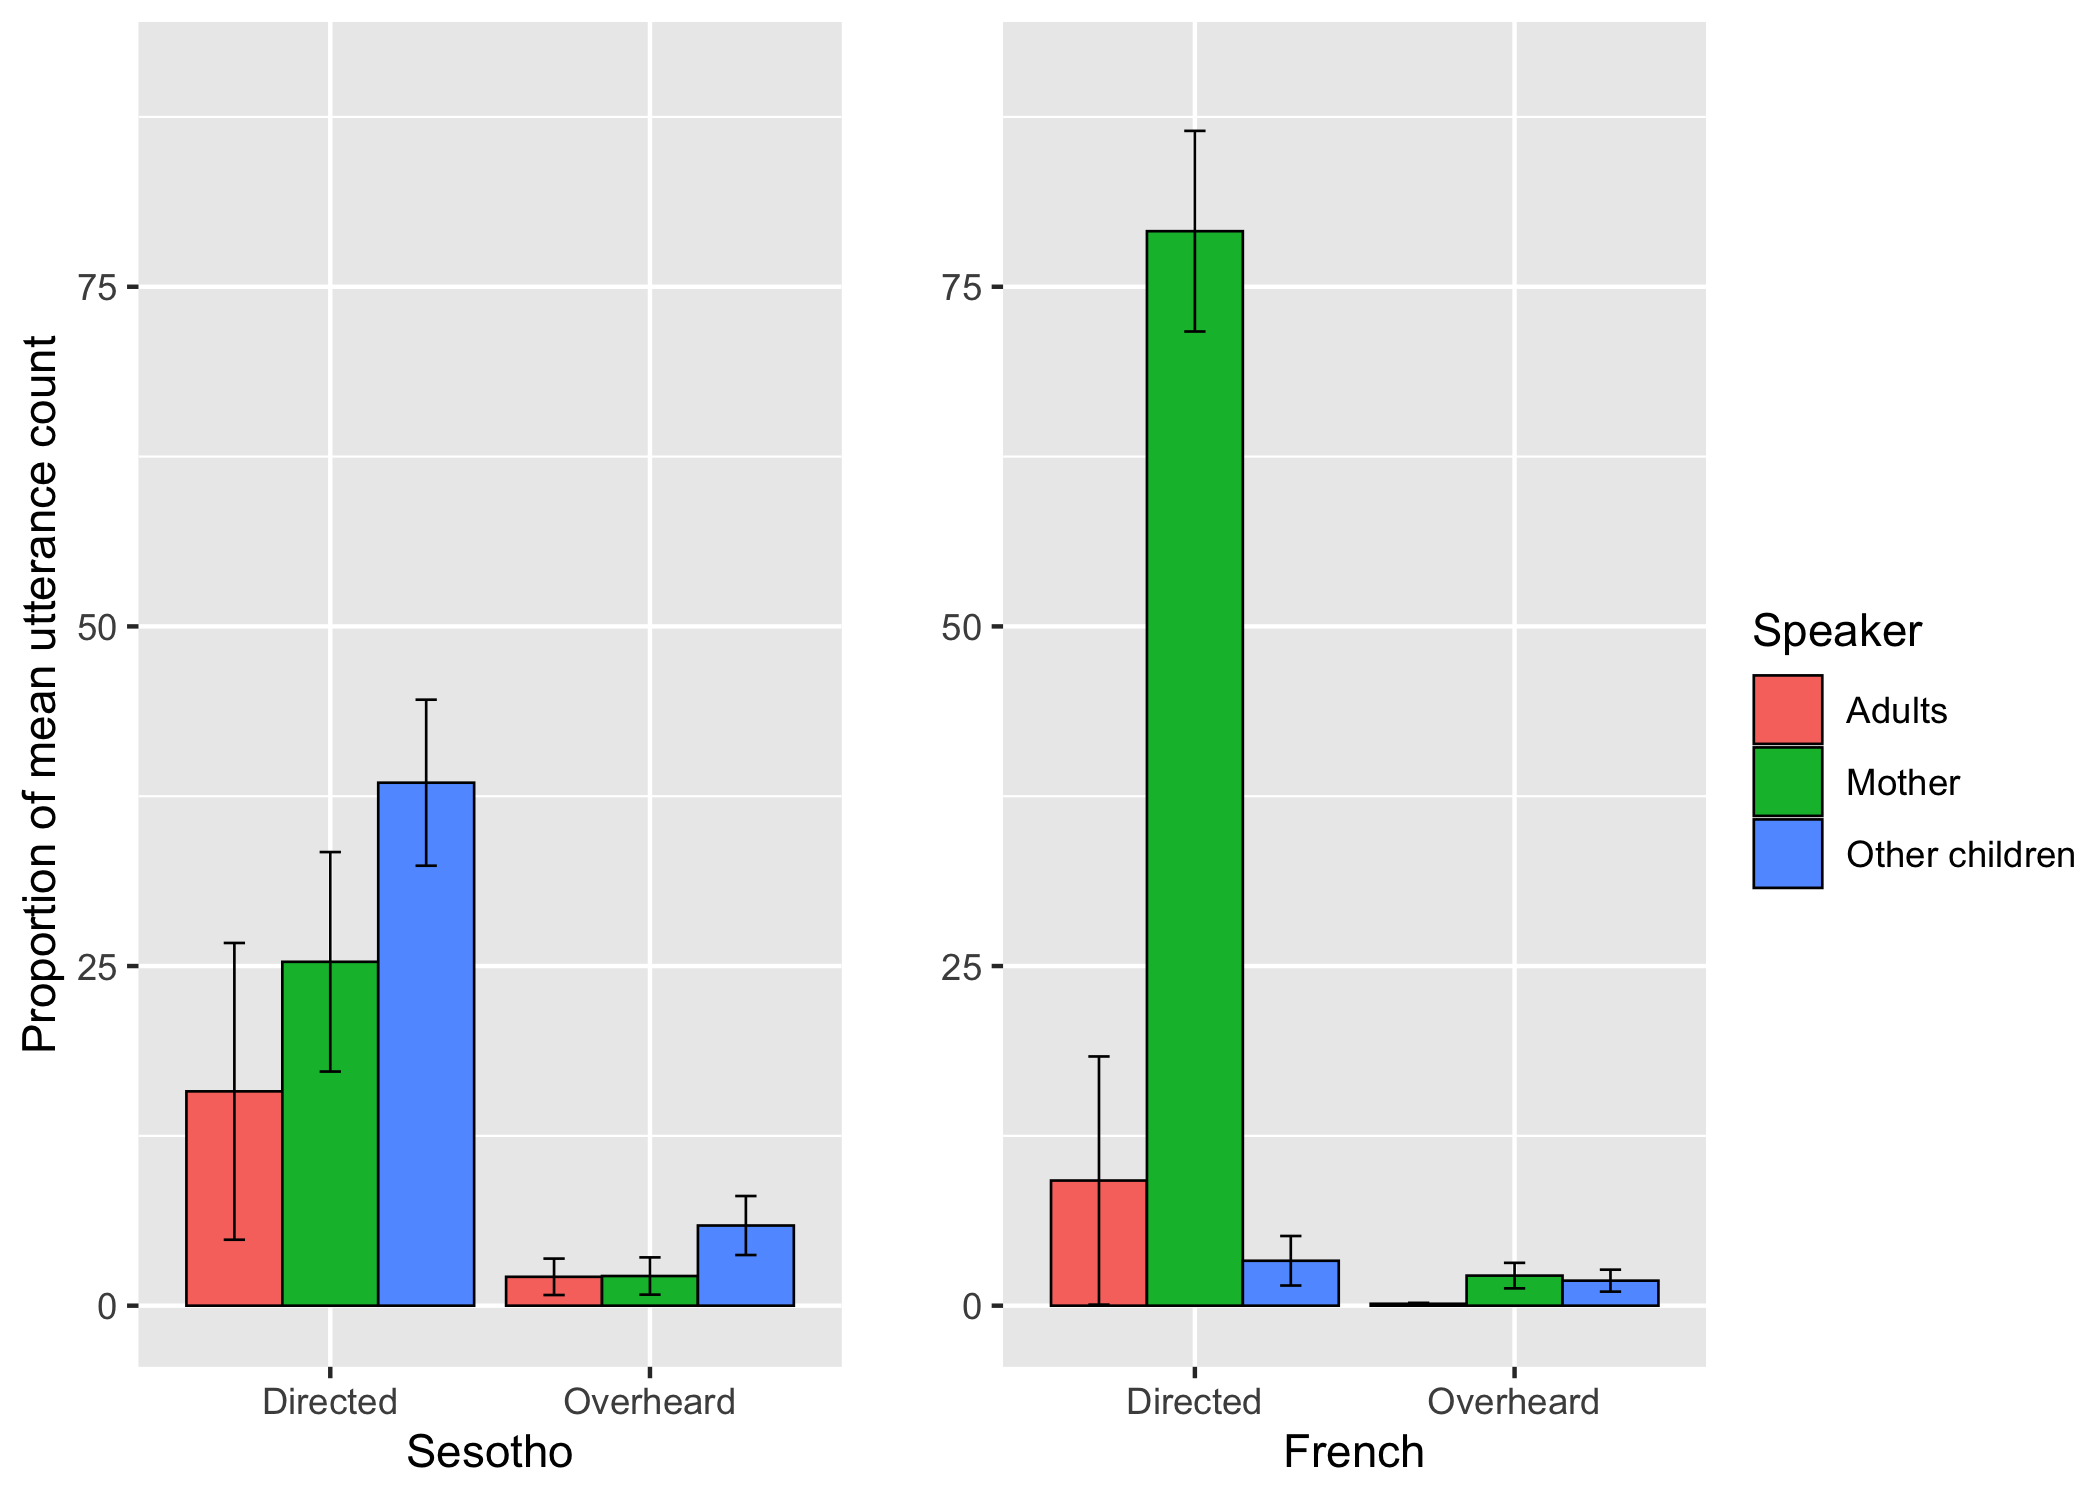 Proportion of mean utterance count
75
50
25
0
Directed
Overheard
Sesotho
75
50
25
0
Directed
Overheard
French
Speaker
Adults
Mother
Other children